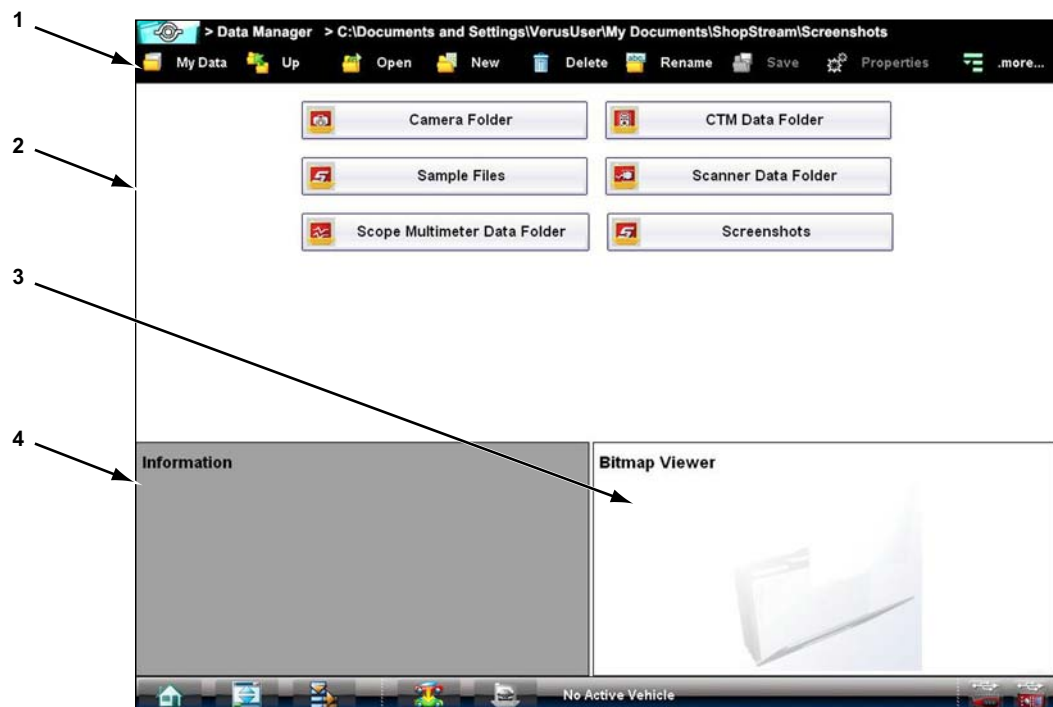 1
> Data Manager > C:\Documents and Settings\VerusUser\My Documents\ShopStream\Screenshots
My Data Up Open New Delete Rename Save Properties .more...
Camera Folder CTM Data Folder
2
Sample Files Scanner Data Folder
Scope Multimeter Data Folder Screenshots
3
4
Information Bitmap Viewer
No Active Vehicle